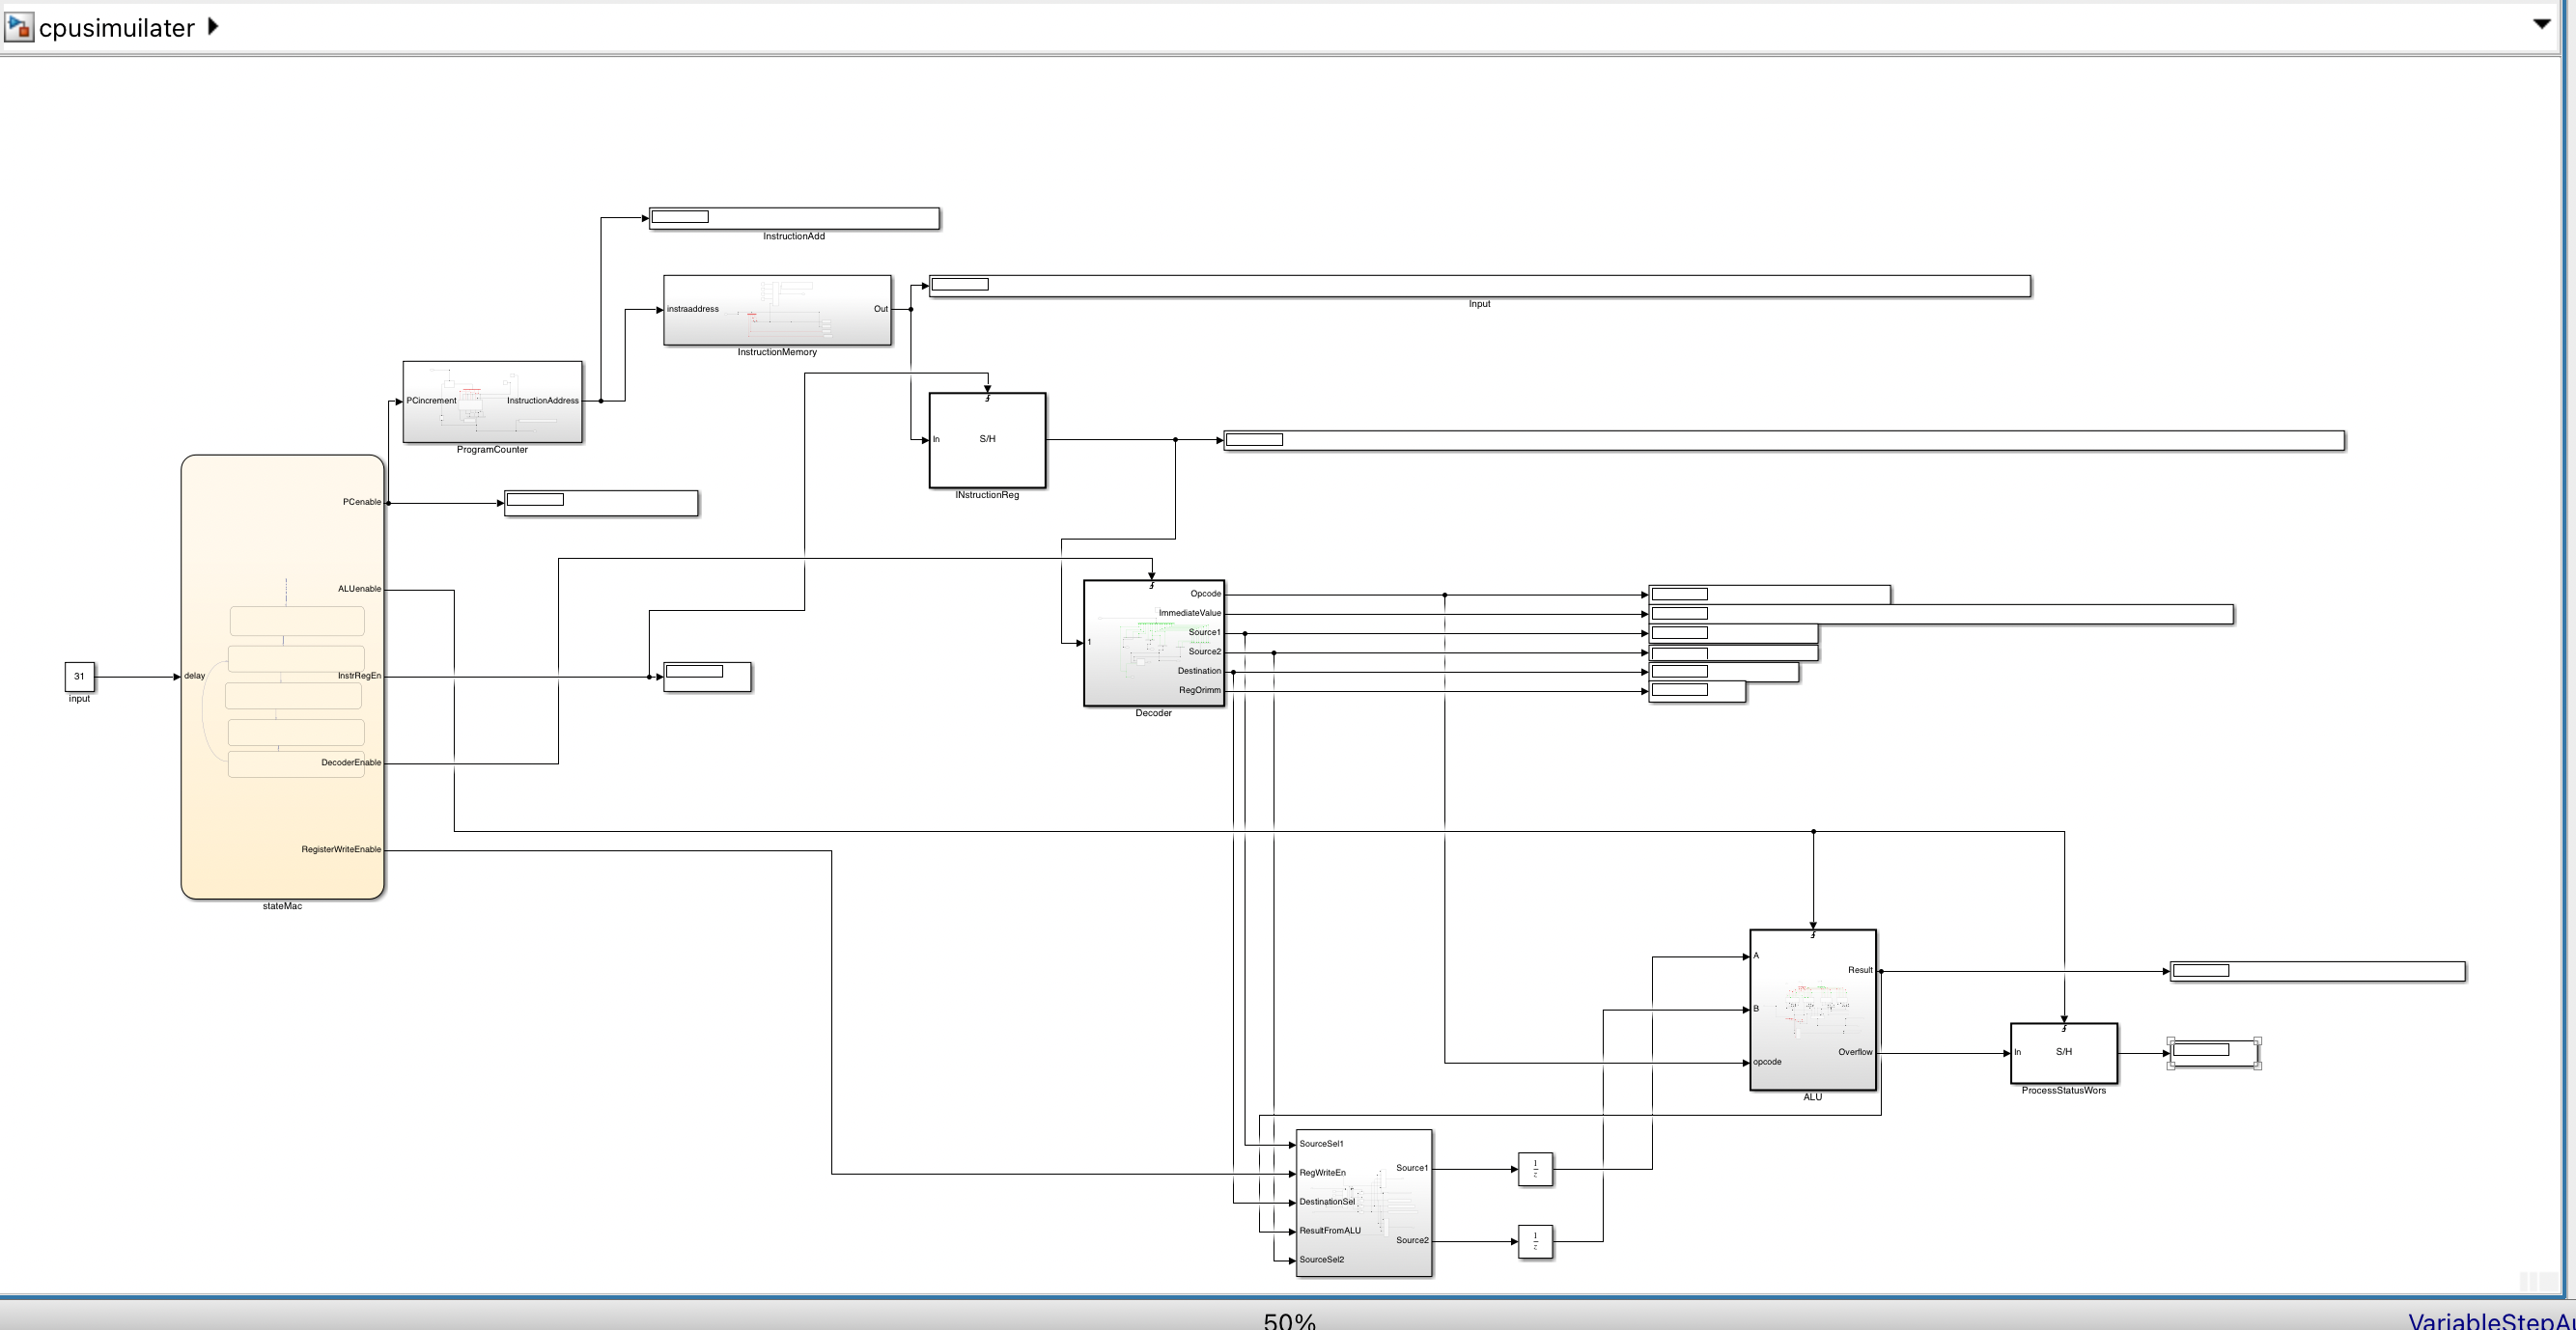 cpusimuilater
InstructionAdd
Input
instraaddress
Out
InstructionMemory
PCincrement
InstructionAddress
ProgramCounter
In
S/H
INstructionReg
PCenable
ALUenable
31
input
delay
InstrRegEn
DecoderEnable
RegisterWriteEnable
stateMac
1
Opcode
ImmediateValue
Source1
Source2
Destination
RegOrimm
Decoder
A
B
opcode
Result
Overflow
ALU
In
S/H
ProcessStatusWors
SourceSel1
RegWriteEn
DestinationSel
ResultFromALU
SourceSel2
Source1
Source2
1
z
1
z
50%
VariableStepA